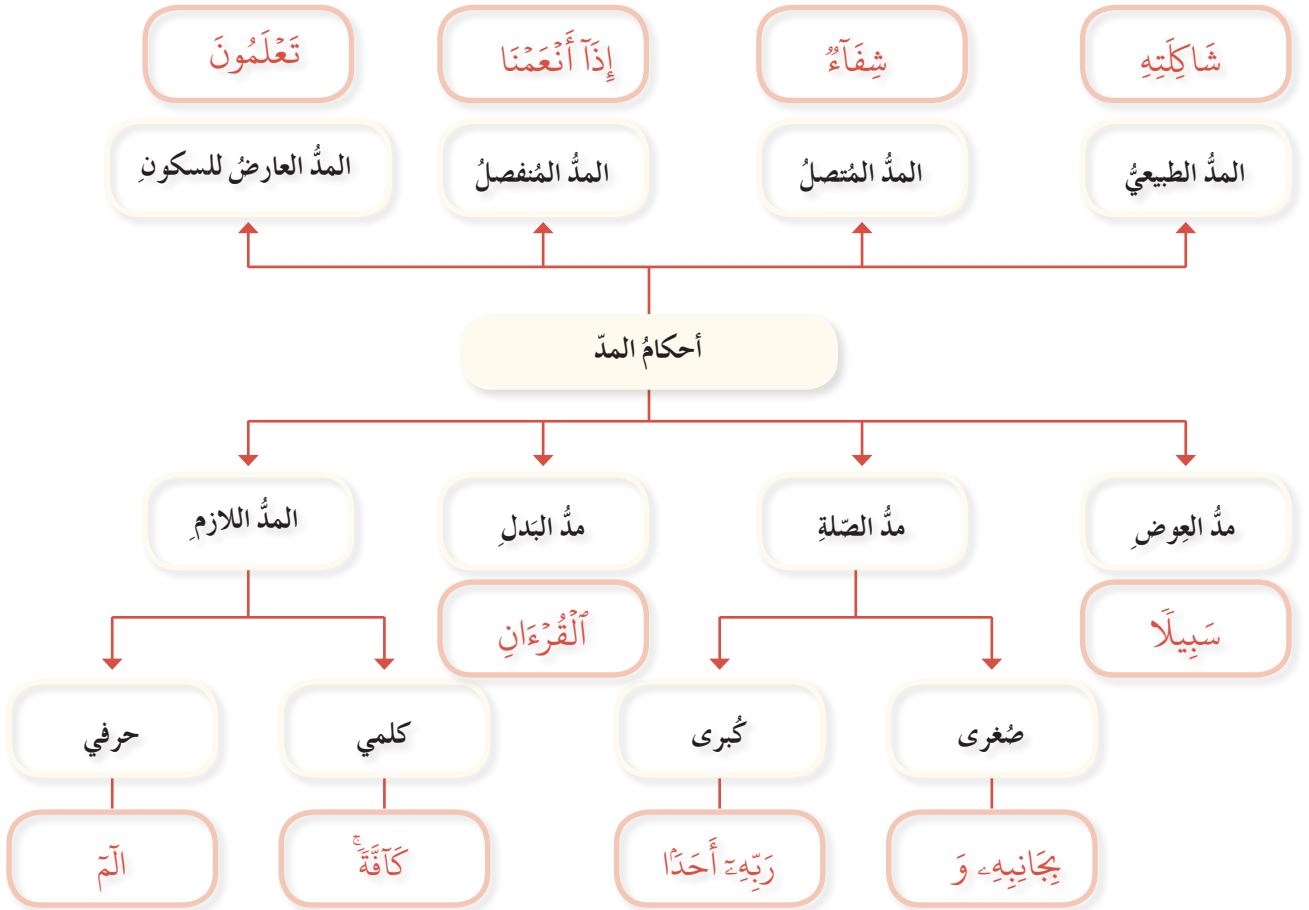 شَاكِلَتِهِ
شِفَآءٌ
إِذَآ أَنۡعَمۡنَا
تَعۡلَمُونَ
المدُّ الطبيعيُّ
المدُّ المُتصلُ
المدُّ المُنفصلُ
المدُّ العارضُ للسكونِ
أحكامُ المدّ
مدُّ العِوضِ
مدُّ الصّلةِ
مدُّ البَدلِ
المدُّ اللازمِ
سَبِيلًا
ٱلۡقُرۡءَانِ
صُغرى
كُبرى
كلمي
حرفي
بِجَانِبِهِۦ وَ
رَبِّهِۦٓ أَحَدَۢا
كَآفَّةٗۚ
الٓمٓ